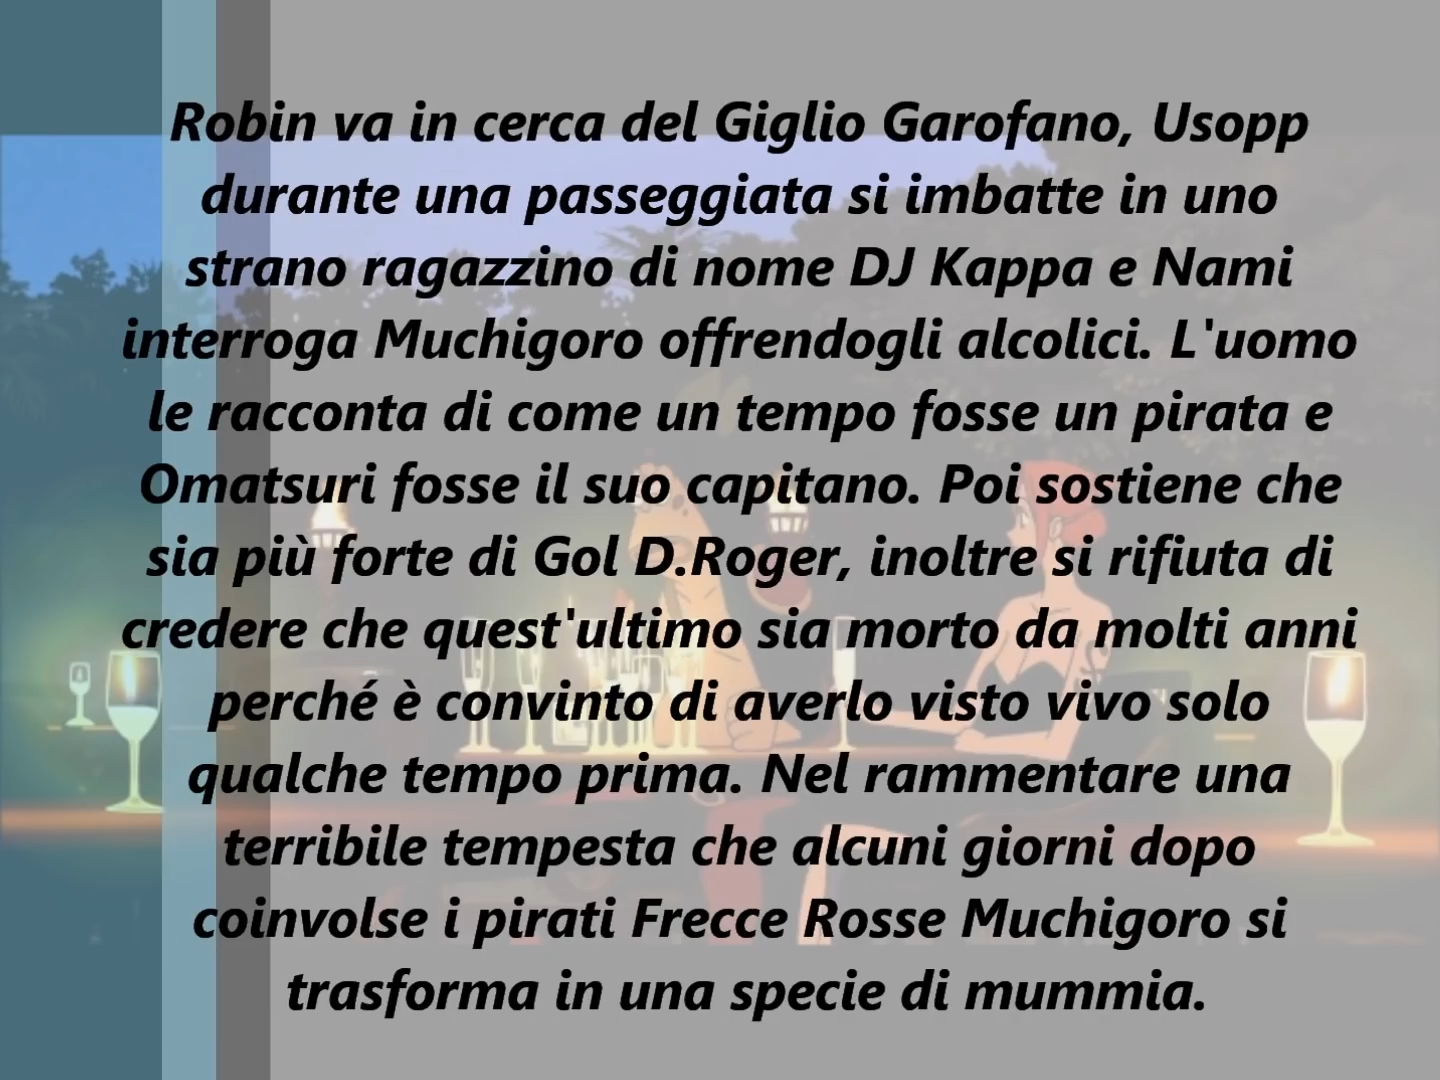 Robin va in cerca del Giglio Garofano, Usopp
durante una passeggiata si imbatte in uno
strano ragazzino di nome DJ Kappa e Nami
interroga Muchigoro offrendogli alcolici. L'uomo
le racconta di come un tempo fosse un pirata e
Omatsuri fosse il suo capitano. Poi sostiene che
sia più forte di Gol D.Roger, inoltre si rifiuta di
credere che quest'ultimo sia morto da molti anni
perché è convinto di averlo visto vivo solo
qualche tempo prima. Nel rammentare una
terribile tempesta che alcuni giorni dopo
coinvolse i pirati Frecce Rosse Muchigoro si
trasforma in una specie di mummia.